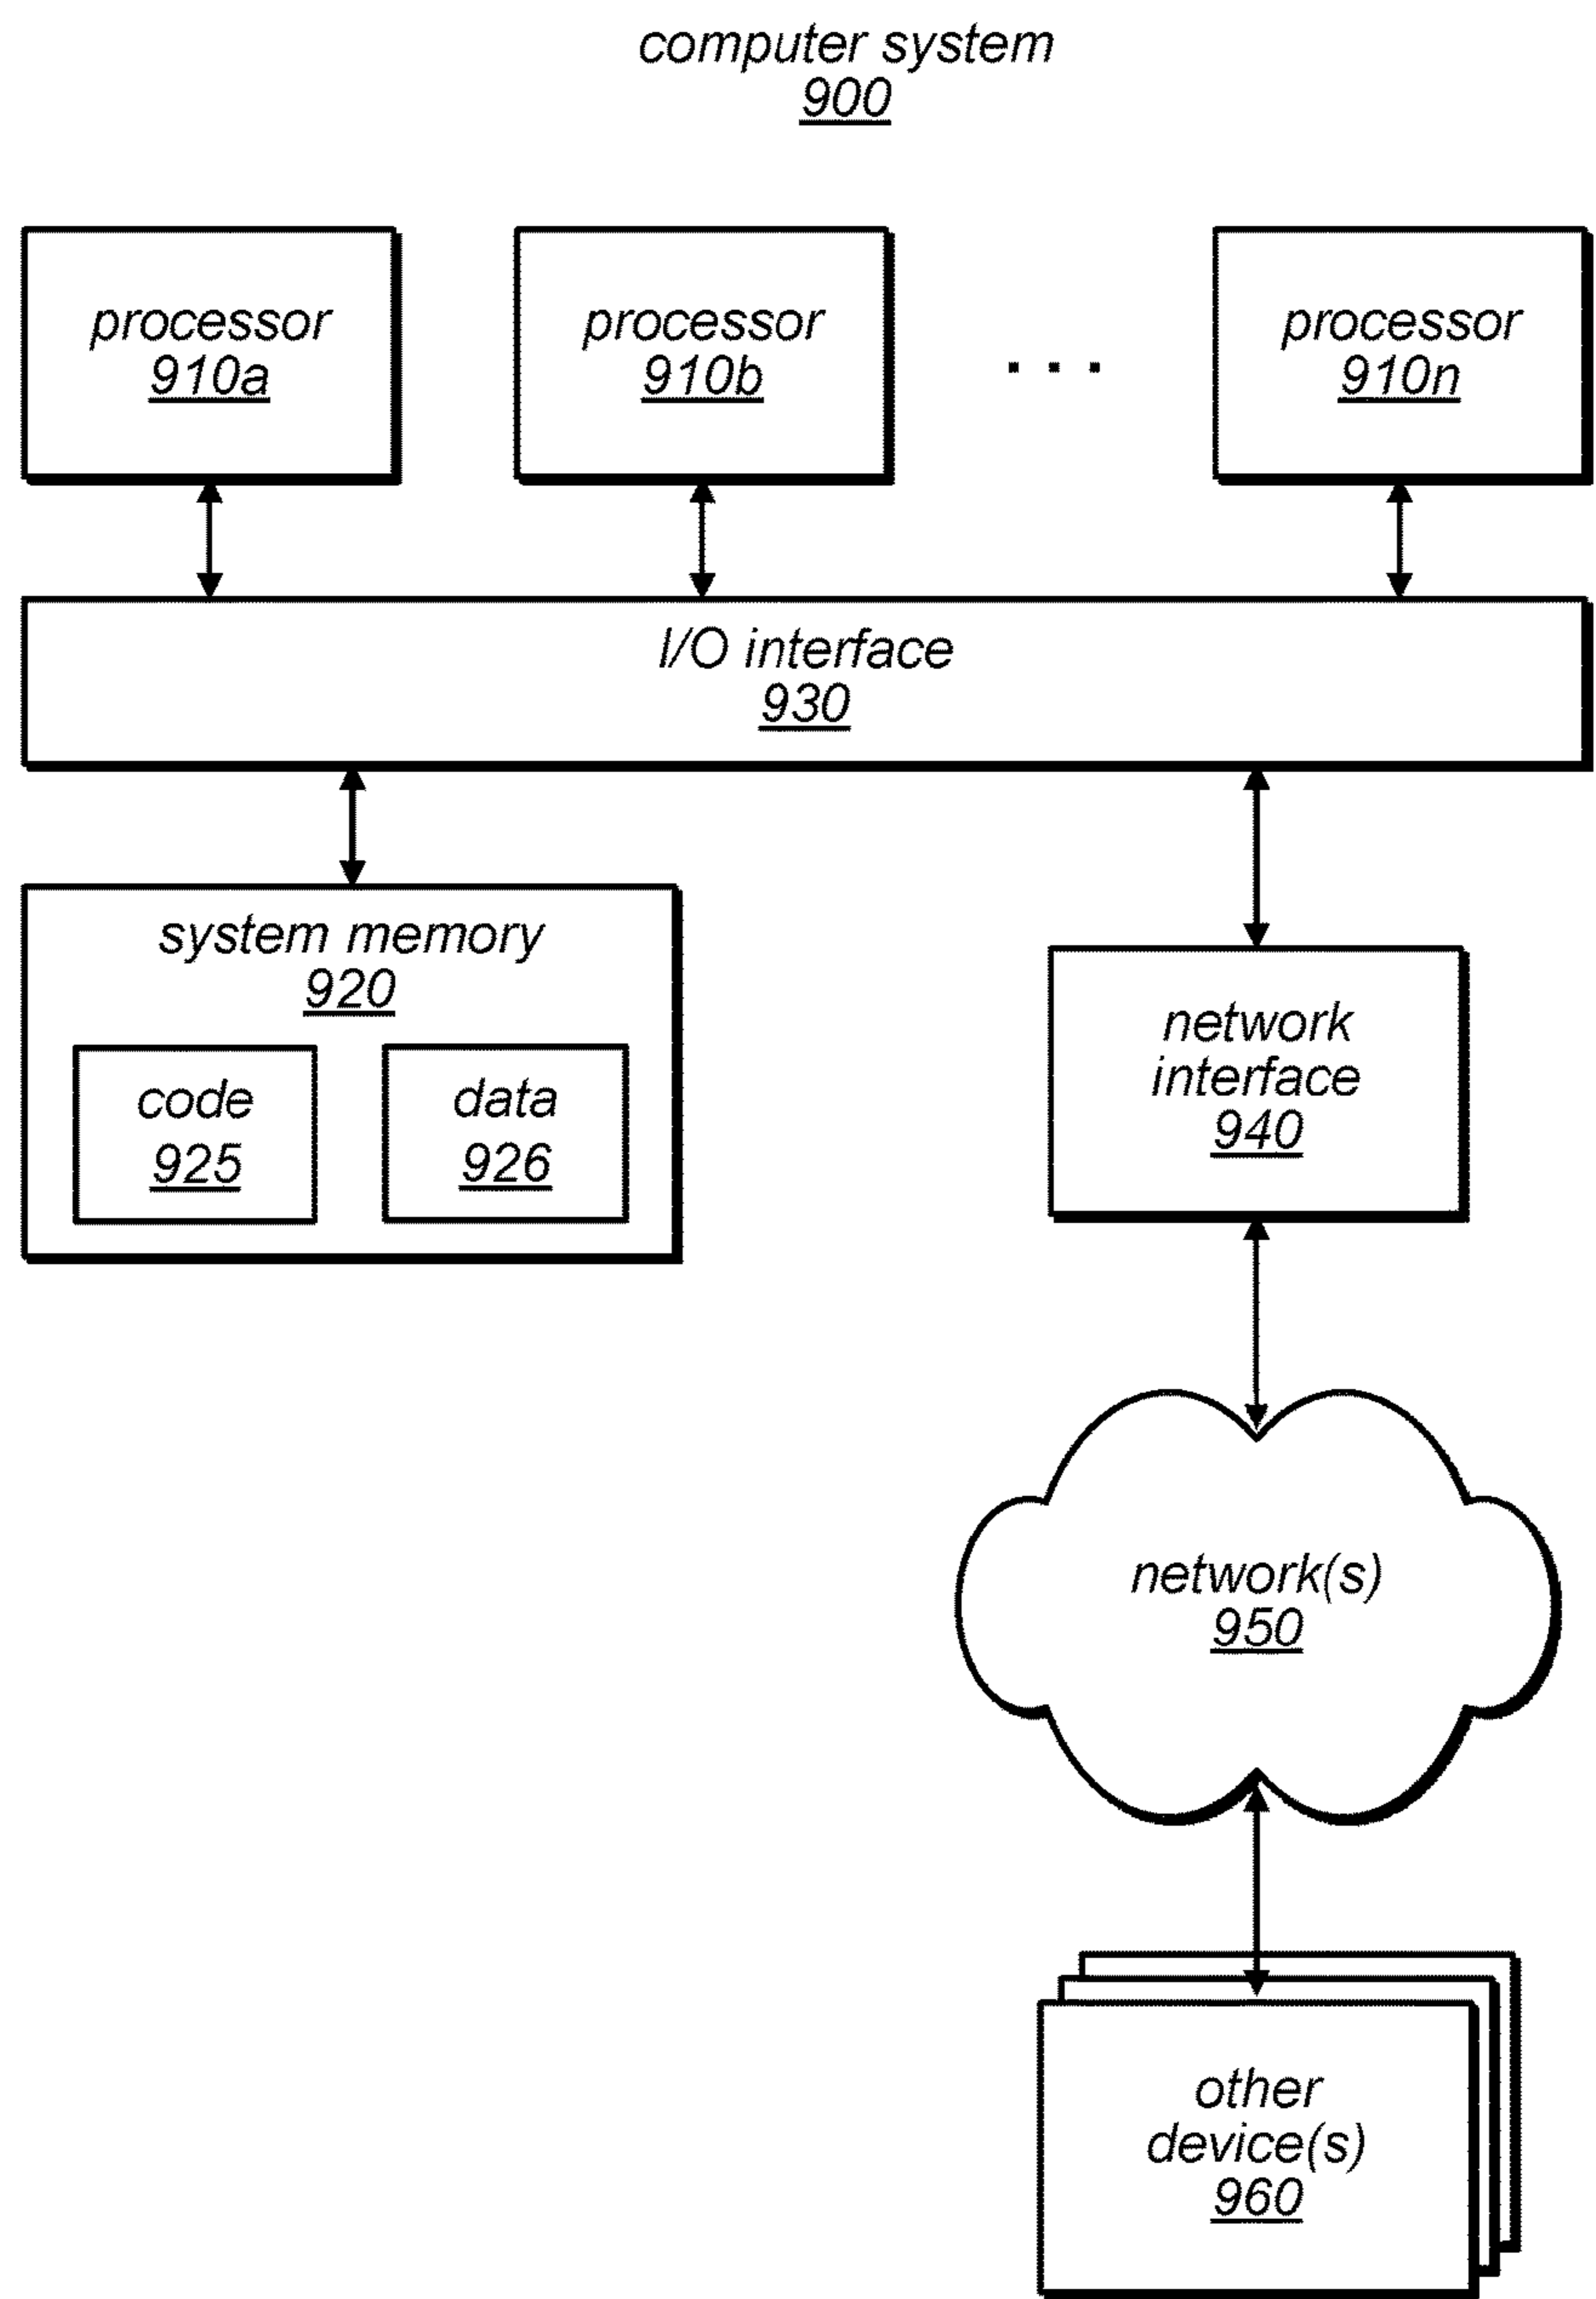 computer system
900
processor
910a
processor
910b
. . .
processor
910n
I/O interface
930
system memory
920
code
925
data
926
network
interface
940
network(s)
950
other
device(s)
960